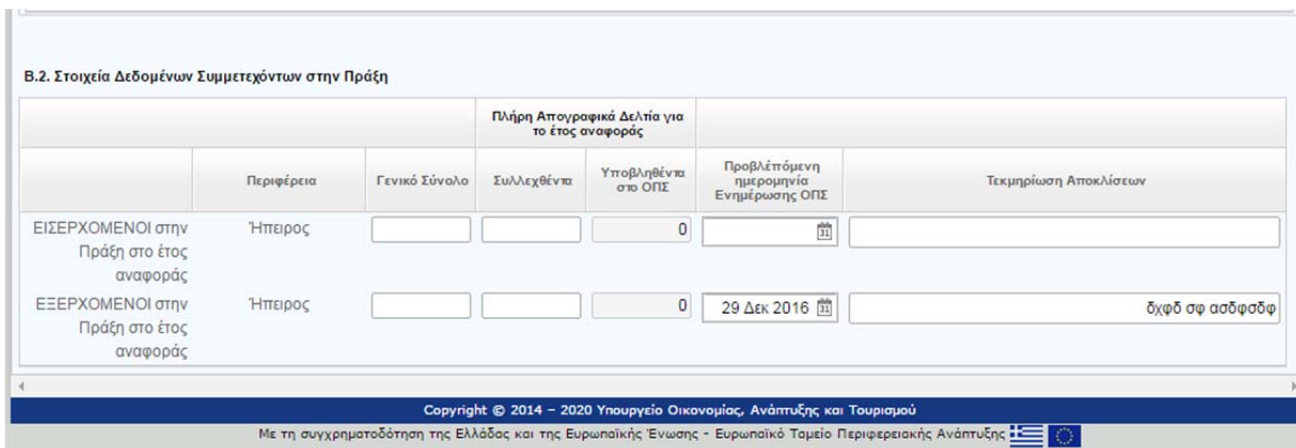 Β.2. Στοιχεία Δεδομένων Συμμετεχόντων στην Πράξη
Πλήρη Απογραφικά Δελτία για
το έτος αναφοράς
Περιφέρεια
Γενικό Σύνολο
Συλλεχθέντα
Υποβληθέντα
στο ΟΠΣ
Προβλέπόμενη
ημερομηνία
Ενημέρωσης ΟΠΣ
Τεκμηρίωση Αποκλίσεων
ΕΙΣΕΡΧΟΜΕΝΟΙ στην
Πράξη στο έτος
αναφοράς
Ήπειρος
0
31
ΕΞΕΡΧΟΜΕΝΟΙ στην
Πράξη στο έτος
αναφοράς
Ήπειρος
0
29 Δεκ 2016
31
δχφδ σφ ασδφσδφ
Copyright © 2014 – 2020 Υπουργείο Οικονομίας, Ανάπτυξης και Τουρισμού
Με τη συγχρηματοδότηση της Ελλάδας και της Ευρωπαϊκής Ένωσης - Ευρωπαϊκό Ταμείο Περιφερειακής Ανάπτυξης